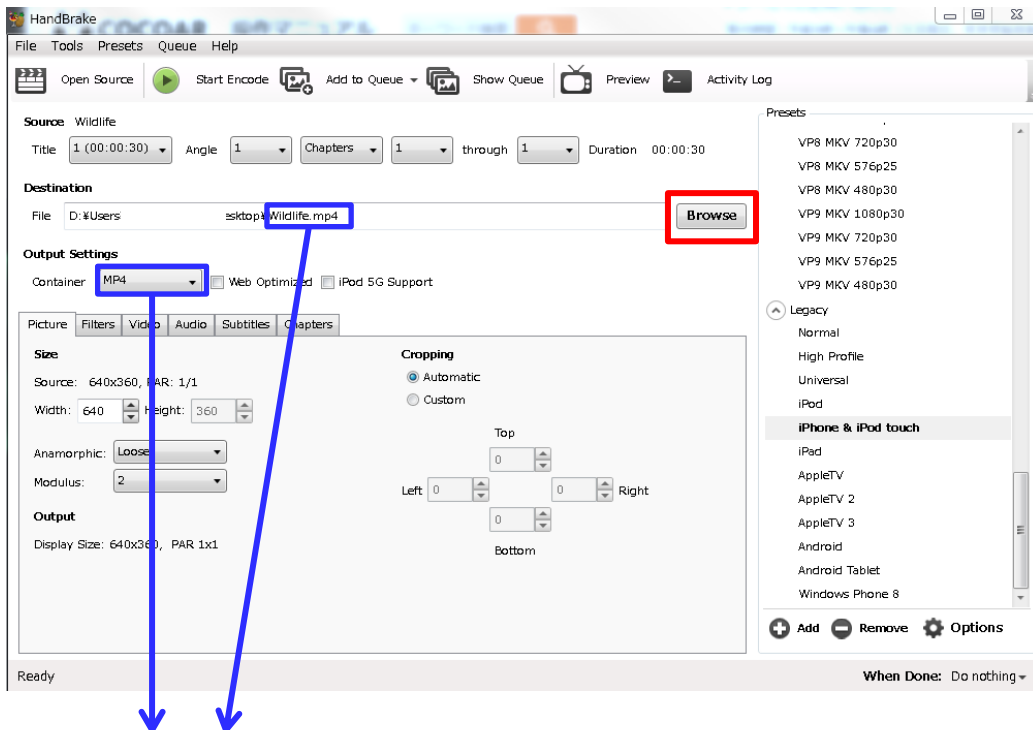 HandBrake
File Tools Presets Queue Help
Open Source Start Encode Add to Queue Show Queue Preview Activity Log
Source Wildlife
Title 1 (00:00:30) Angle 1 Chapters 1 through 1 Duration 00:00:30
Destination
File D:¥Users esktop¥Wildlife.mp4 Browse
Output Settings
Container MP4 Web Optimized iPod 5G Support
Picture Filters Video Audio Subtitles Chapters
Size
Source: 640x360, PAR: 1/1
Width: 640 Height: 360
Anamorphic: Loose
Modulus: 2
Output
Display Size: 640x360, PAR 1x1
Cropping
Automatic
Custom
Top
0
Left 0 0 Right
0
Bottom
Presets
VP8 MKV 720p30
VP8 MKV 576p25
VP8 MKV 480p30
VP9 MKV 1080p30
VP9 MKV 720p30
VP9 MKV 576p25
VP9 MKV 480p30
Legacy
Normal
High Profile
Universal
iPod
iPhone & iPod touch
iPad
AppleTV
AppleTV 2
AppleTV 3
Android
Android Tablet
Windows Phone 8
Add Remove Options
Ready When Done: Do nothing